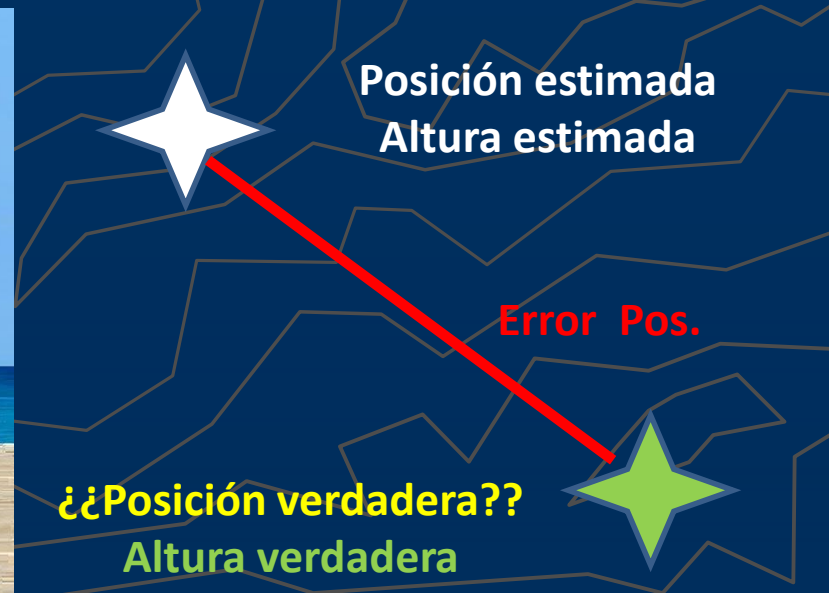 Posición estimada
Altura estimada
Error Pos.
¿¿Posición verdadera??
Altura verdadera